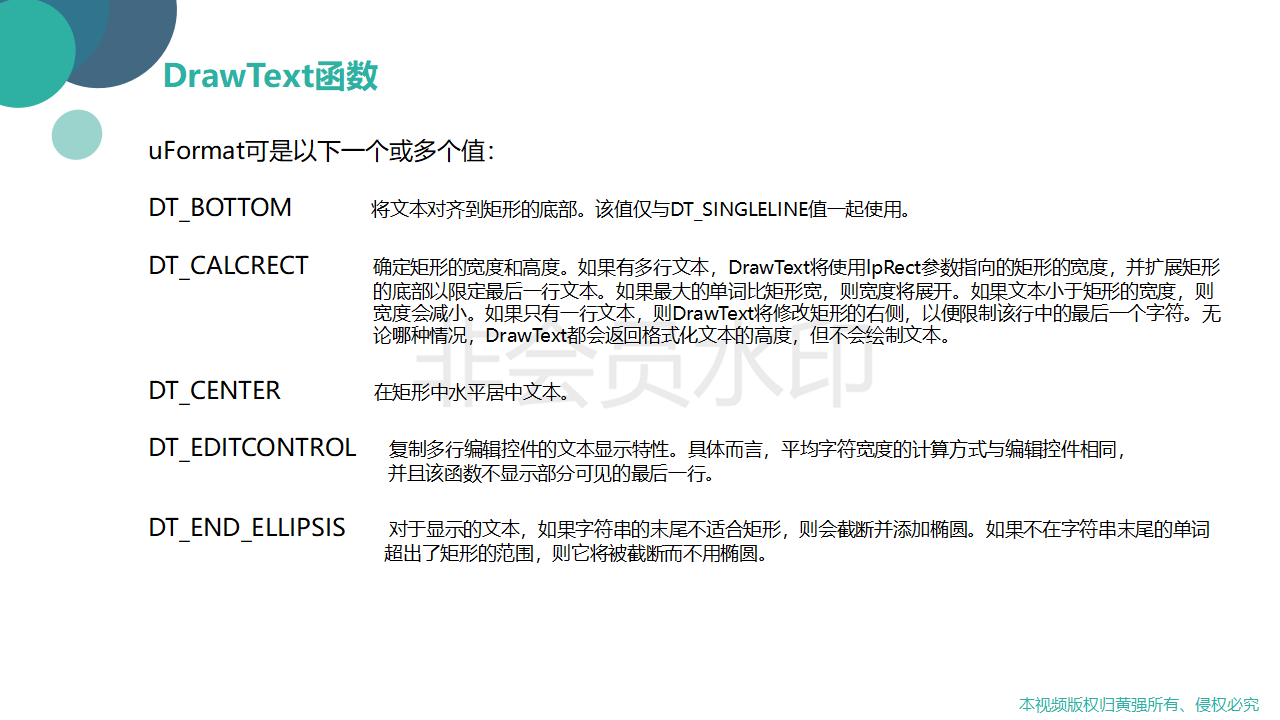 DrawText函数
uFormat可是以下一个或多个值：
DT_BOTTOM 将文本对齐到矩形的底部。该值仅与DT_SINGLELINE值一起使用。
DT_CALCRECT 确定矩形的宽度和高度。如果有多行文本，DrawText将使用lpRect参数指向的矩形的宽度，并扩展矩形
的底部以限定最后一行文本。如果最大的单词比矩形宽，则宽度将展开。如果文本小于矩形的宽度，则
宽度会减小。如果只有一行文本，则DrawText将修改矩形的右侧，以便限制该行中的最后一个字符。无
论哪种情况，DrawText都会返回格式化文本的高度，但不会绘制文本。
非会员水印
DT_CENTER 在矩形中水平居中文本。
DT_EDITCONTROL 复制多行编辑控件的文本显示特性。具体而言，平均字符宽度的计算方式与编辑控件相同，
并且该函数不显示部分可见的最后一行。
DT_END_ELLIPSIS 对于显示的文本，如果字符串的末尾不适合矩形，则会截断并添加椭圆。如果不在字符串末尾的单词
超出了矩形的范围，则它将被截断而不用椭圆。
本视频版权归黄强所有、侵权必究